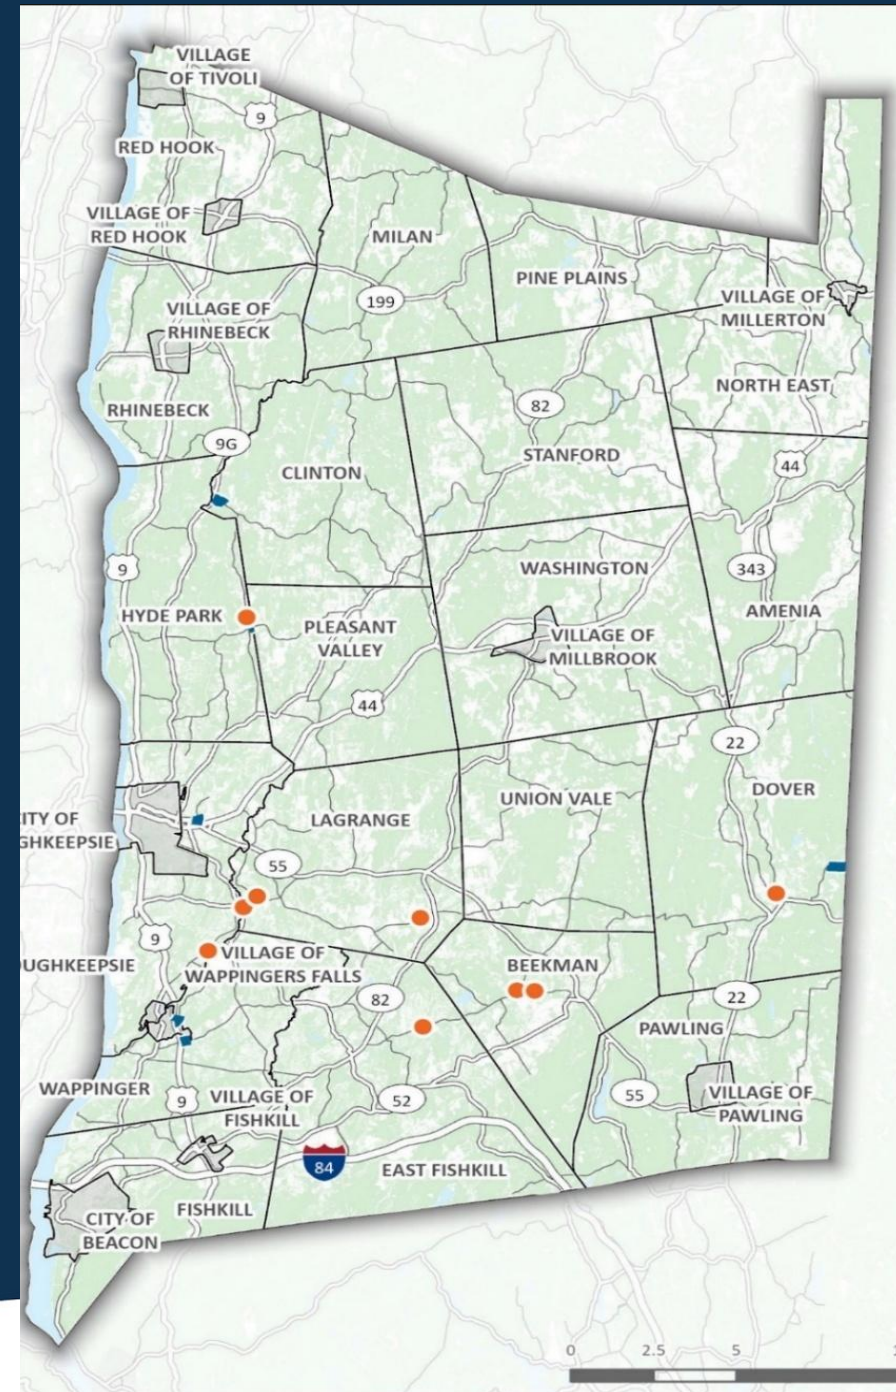 VILLAGE
OF TIVOLI
9
RED HOOK
VILLAGE OF
RED HOOK
MILAN
PINE PLAINS
199
VILLAGE OF
RHINEBECK
VILLAGE OF
MILLERTON
NORTH EAST
RHINEBECK
82
9G
CLINTON
STANFORD
44
9
WASHINGTON
343
HYDE PARK
PLEASANT
VALLEY
AMENIA
VILLAGE OF
MILLBROOK
44
22
DOVER
UNION VALE
LAGRANGE
ITY OF
GHKEEPSIE
55
9
OUGHKEEPSIE
VILLAGE OF
WAPPINGERS FALLS
BEEKMAN
82
22
PAWLING
WAPPINGER
9
VILLAGE OF
FISHKILL
52
55
VILLAGE OF
PAWLING
84
EAST FISHKILL
FISHKILL
CITY OF
BEACON
0 2.5 5